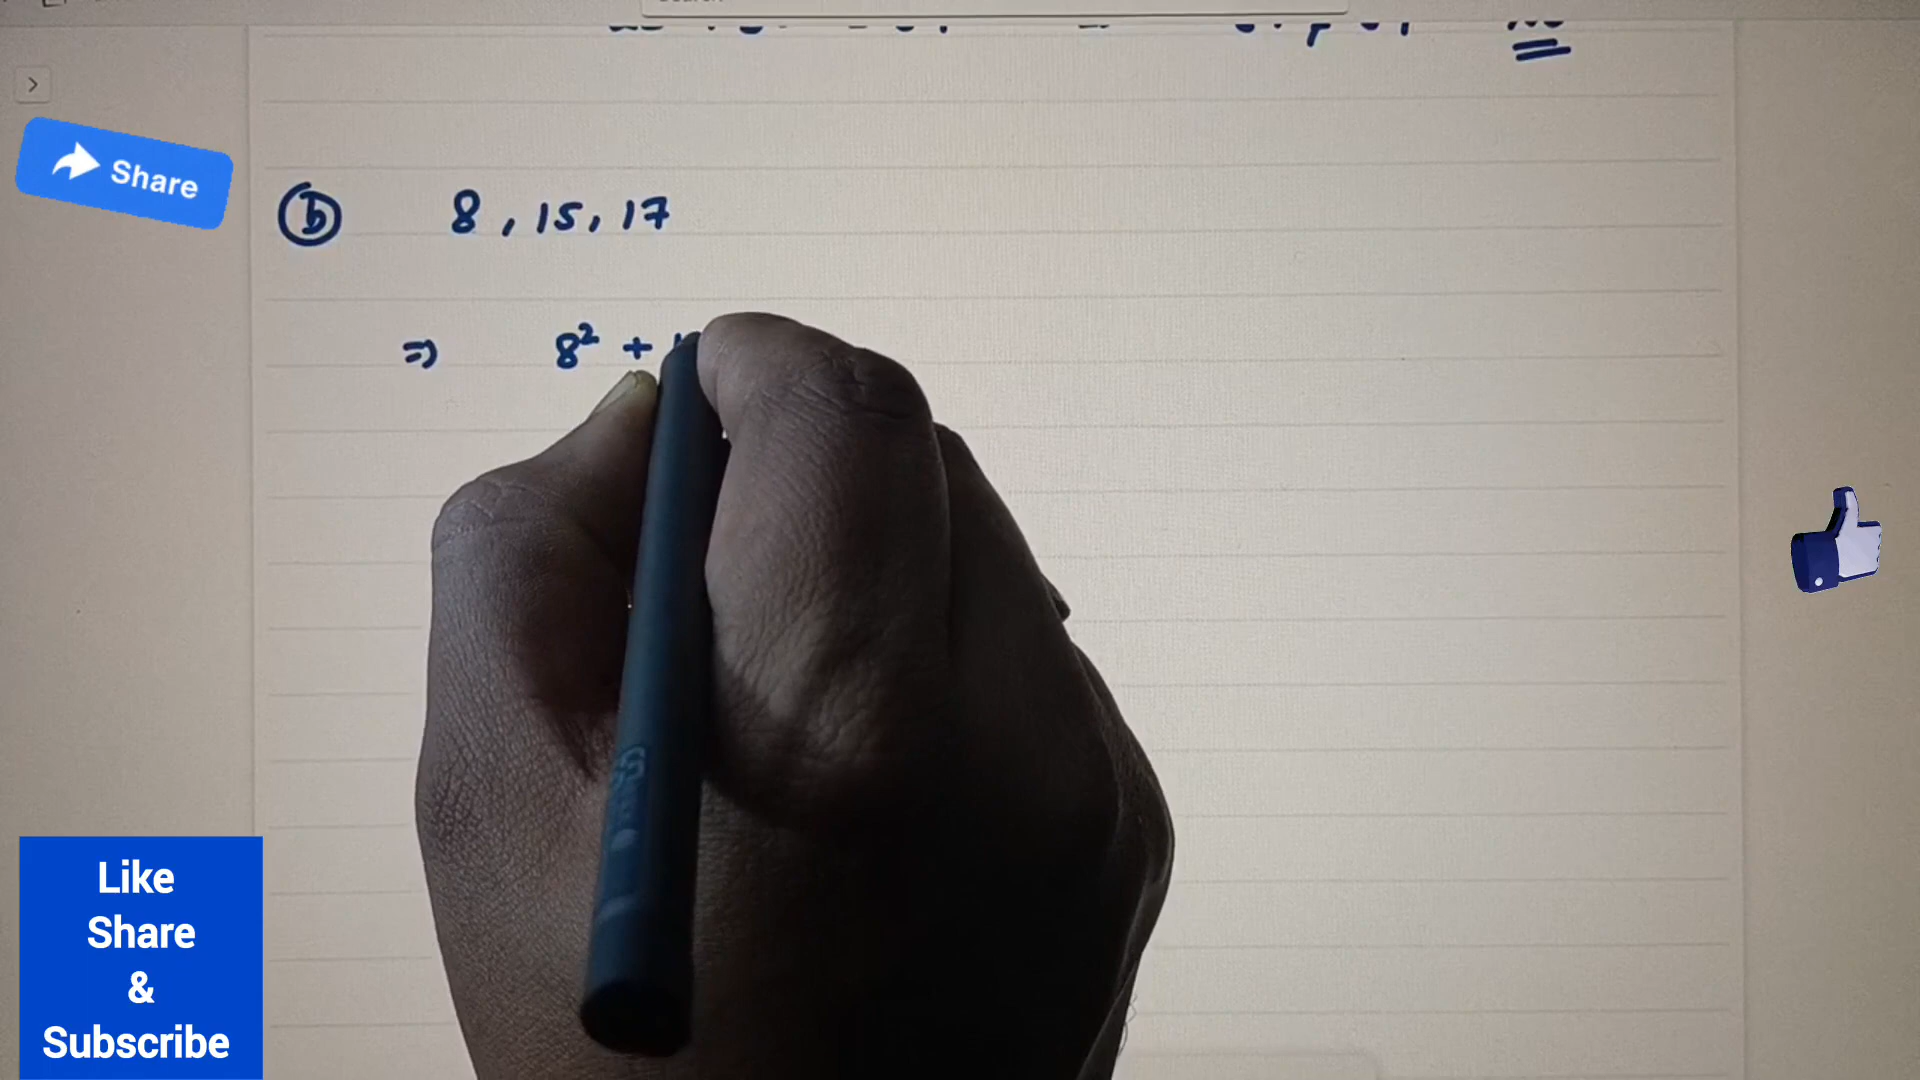 Share
ⓑ 8, 15, 17
⇒ 8² +
Like
Share
&
Subscribe